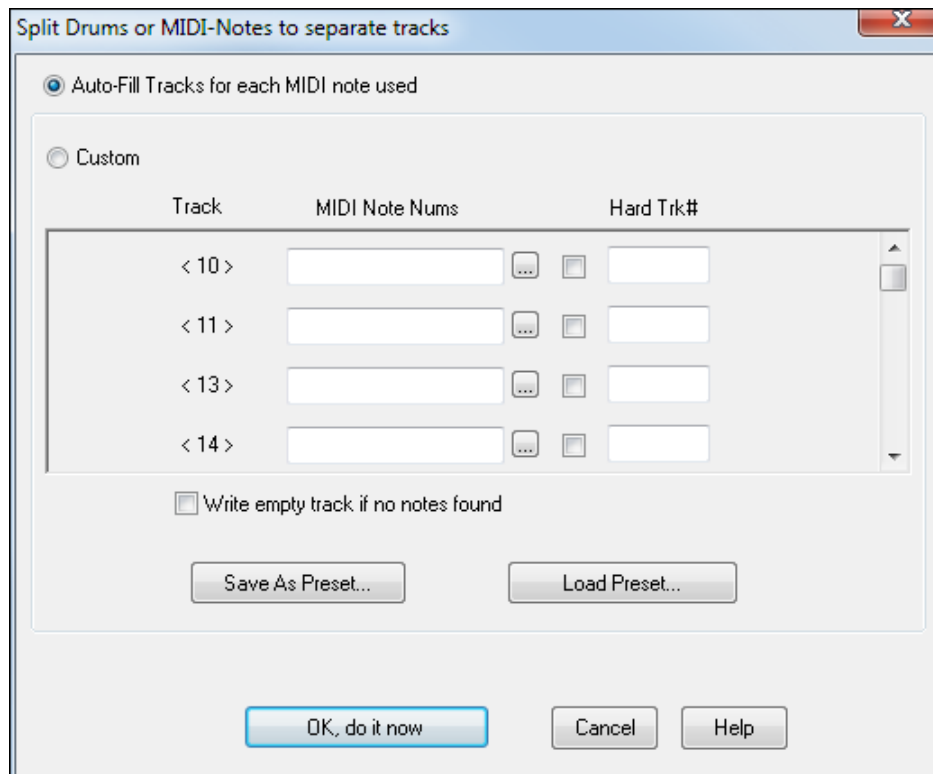 Split Drums or MIDI-Notes to separate tracks
Auto-Fill Tracks for each MIDI note used
Custom
Track MIDI Note Nums Hard Trk#
< 10 > ...
< 11 > ...
< 13 > ...
< 14 > ...
Write empty track if no notes found
Save As Preset... Load Preset...
OK, do it now Cancel Help